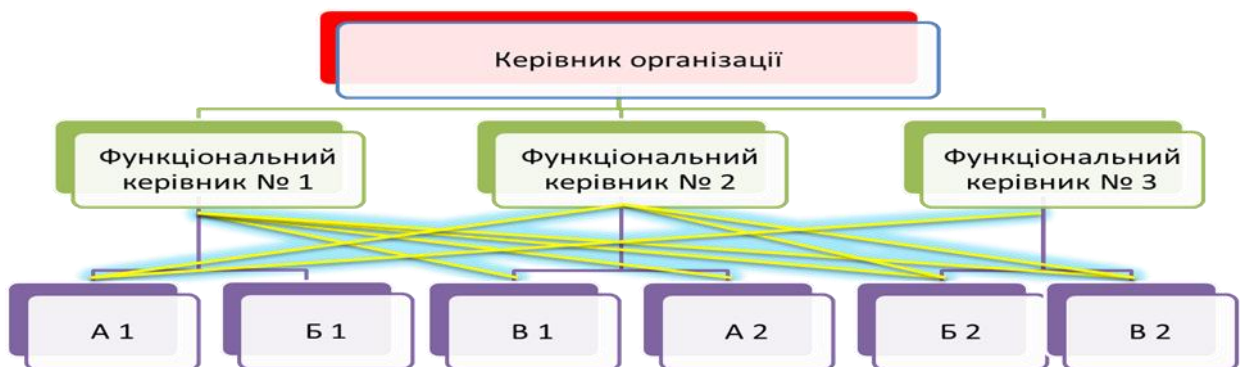 Керівник організації
Функціональний
керівник № 1
Функціональний
керівник № 2
Функціональний
керівник № 3
А 1
Б 1
В 1
А 2
Б 2
В 2